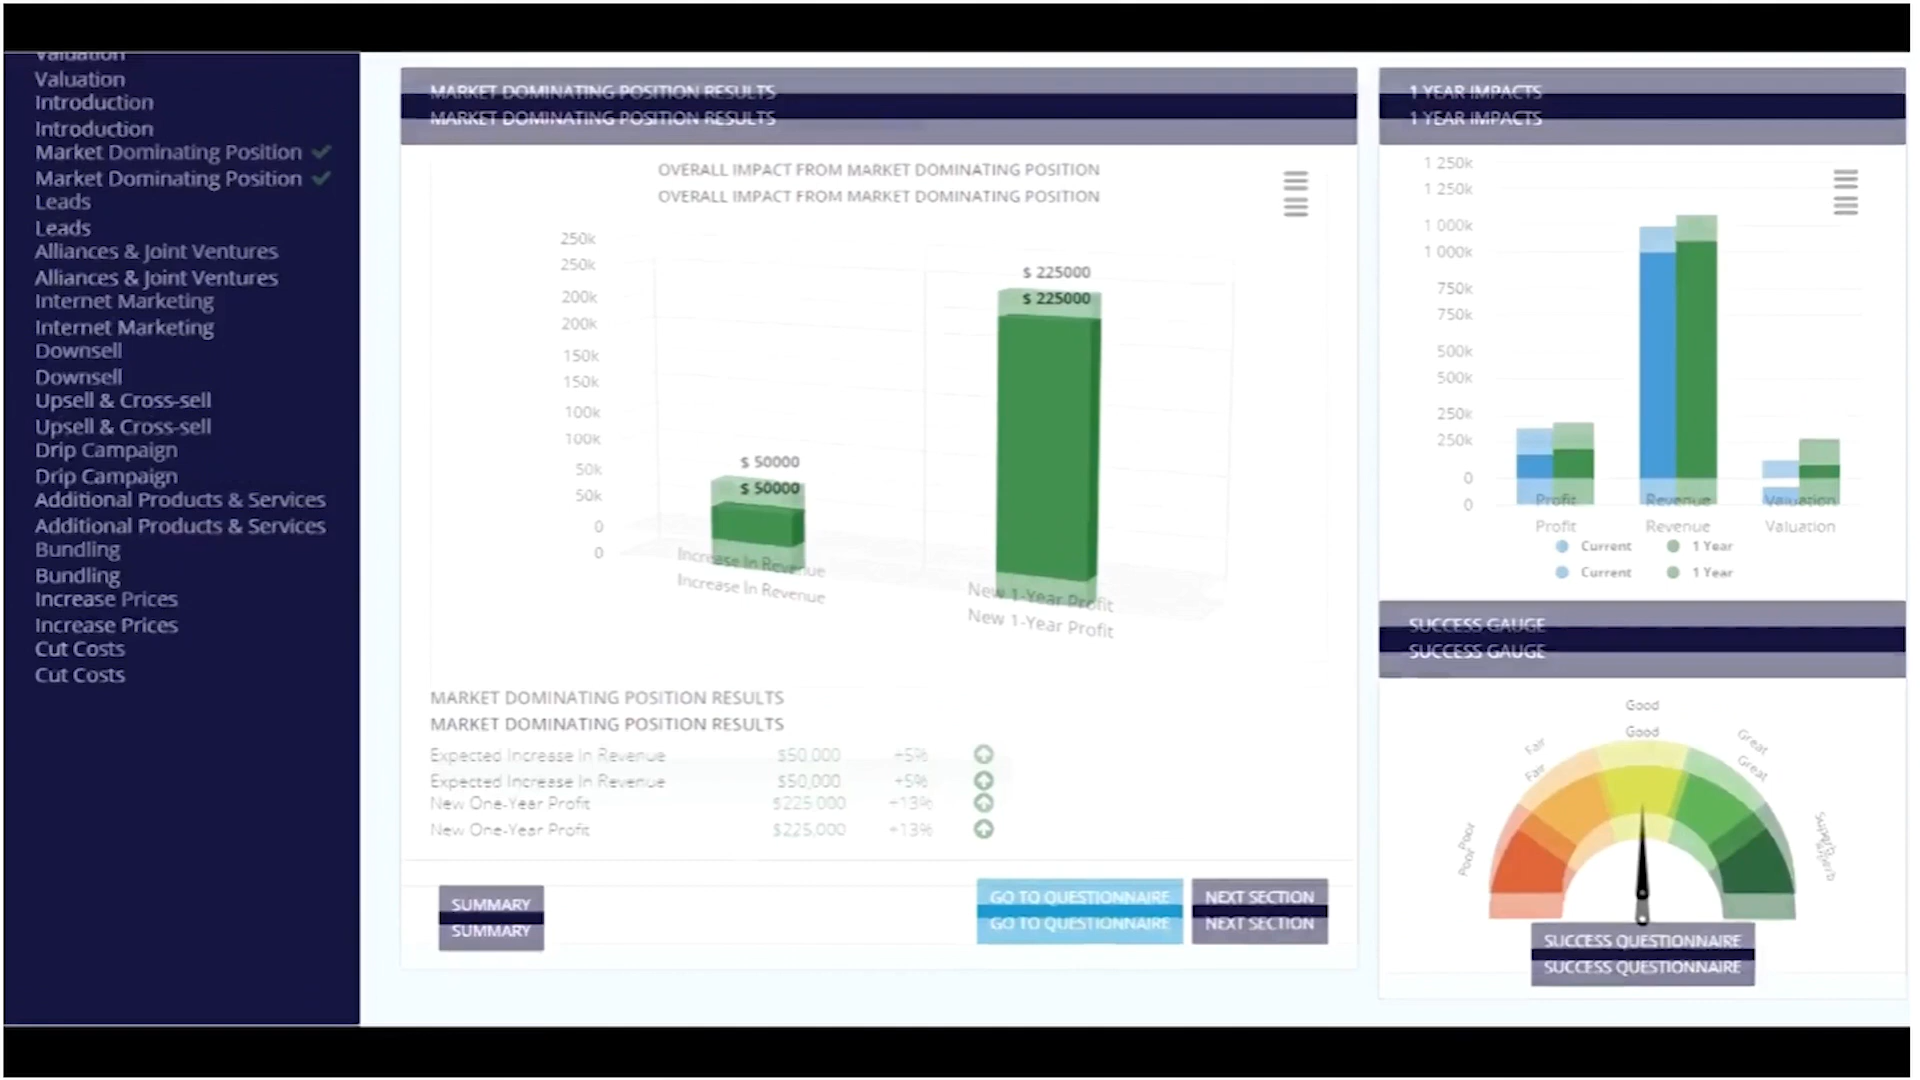 Valuation
Valuation
Introduction
Introduction
Market Dominating Position
Market Dominating Position
Leads
Leads
Alliances & Joint Ventures
Alliances & Joint Ventures
Internet Marketing
Internet Marketing
Downsell
Downsell
Upsell & Cross-sell
Upsell & Cross-sell
Drip Campaign
Drip Campaign
Additional Products & Services
Additional Products & Services
Bundling
Bundling
Increase Prices
Increase Prices
Cut Costs
Cut Costs
MARKET DOMINATING POSITION RESULTS
MARKET DOMINATING POSITION RESULTS
OVERALL IMPACT FROM MARKET DOMINATING POSITION
OVERALL IMPACT FROM MARKET DOMINATING POSITION
250k
250k
200k
200k
150k
150k
100k
100k
50k
50k
0
0
$ 225000
$ 225000
$ 50000
$ 50000
Increase In Revenue
Increase In Revenue
New 1-Year Profit
New 1-Year Profit
MARKET DOMINATING POSITION RESULTS
MARKET DOMINATING POSITION RESULTS
Expected Increase In Revenue $50,000 +5%
Expected Increase In Revenue $50,000 +5%
New One-Year Profit $225,000 +13%
New One-Year Profit $225,000 +13%
SUMMARY
SUMMARY
GO TO QUESTIONNAIRE
GO TO QUESTIONNAIRE
NEXT SECTION
NEXT SECTION
1 YEAR IMPACTS
1 YEAR IMPACTS
1 250k
1 250k
1 000k
1 000k
750k
750k
500k
500k
250k
250k
0
0
Profit Revenue Valuation
Profit Revenue Valuation
Current 1 Year
Current 1 Year
SUCCESS GAUGE
SUCCESS GAUGE
Good
Good
Fair
Fair
Great
Great
Poor
Poor
Superb
Superb
SUCCESS QUESTIONNAIRE
SUCCESS QUESTIONNAIRE